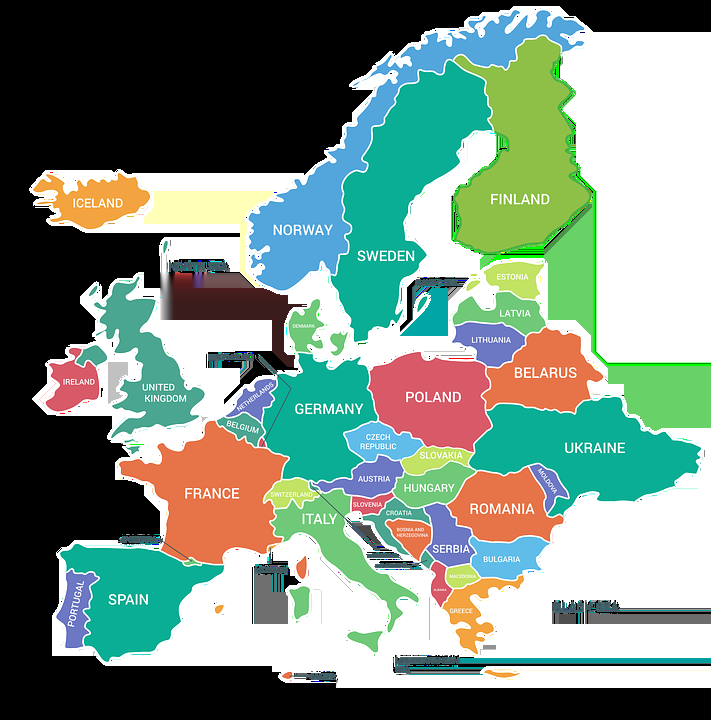 ICELAND
FINLAND
NORWAY
SWEDEN
ESTONIA
LATVIA
DENMARK
LITHUANIA
BELARUS
IRELAND
UNITED
KINGDOM
NETHERLANDS
POLAND
GERMANY
BELGIUM
CZECH
REPUBLIC
UKRAINE
SLOVAKIA
AUSTRIA
MOLDOVA
FRANCE
SWITZERLAND
HUNGARY
SLOVENIA
CROATIA
ROMANIA
ITALY
BOSNIA AND
HERZEGOVINA
SERBIA
BULGARIA
MACEDONIA
ALBANIA
PORTUGAL
SPAIN
GREECE